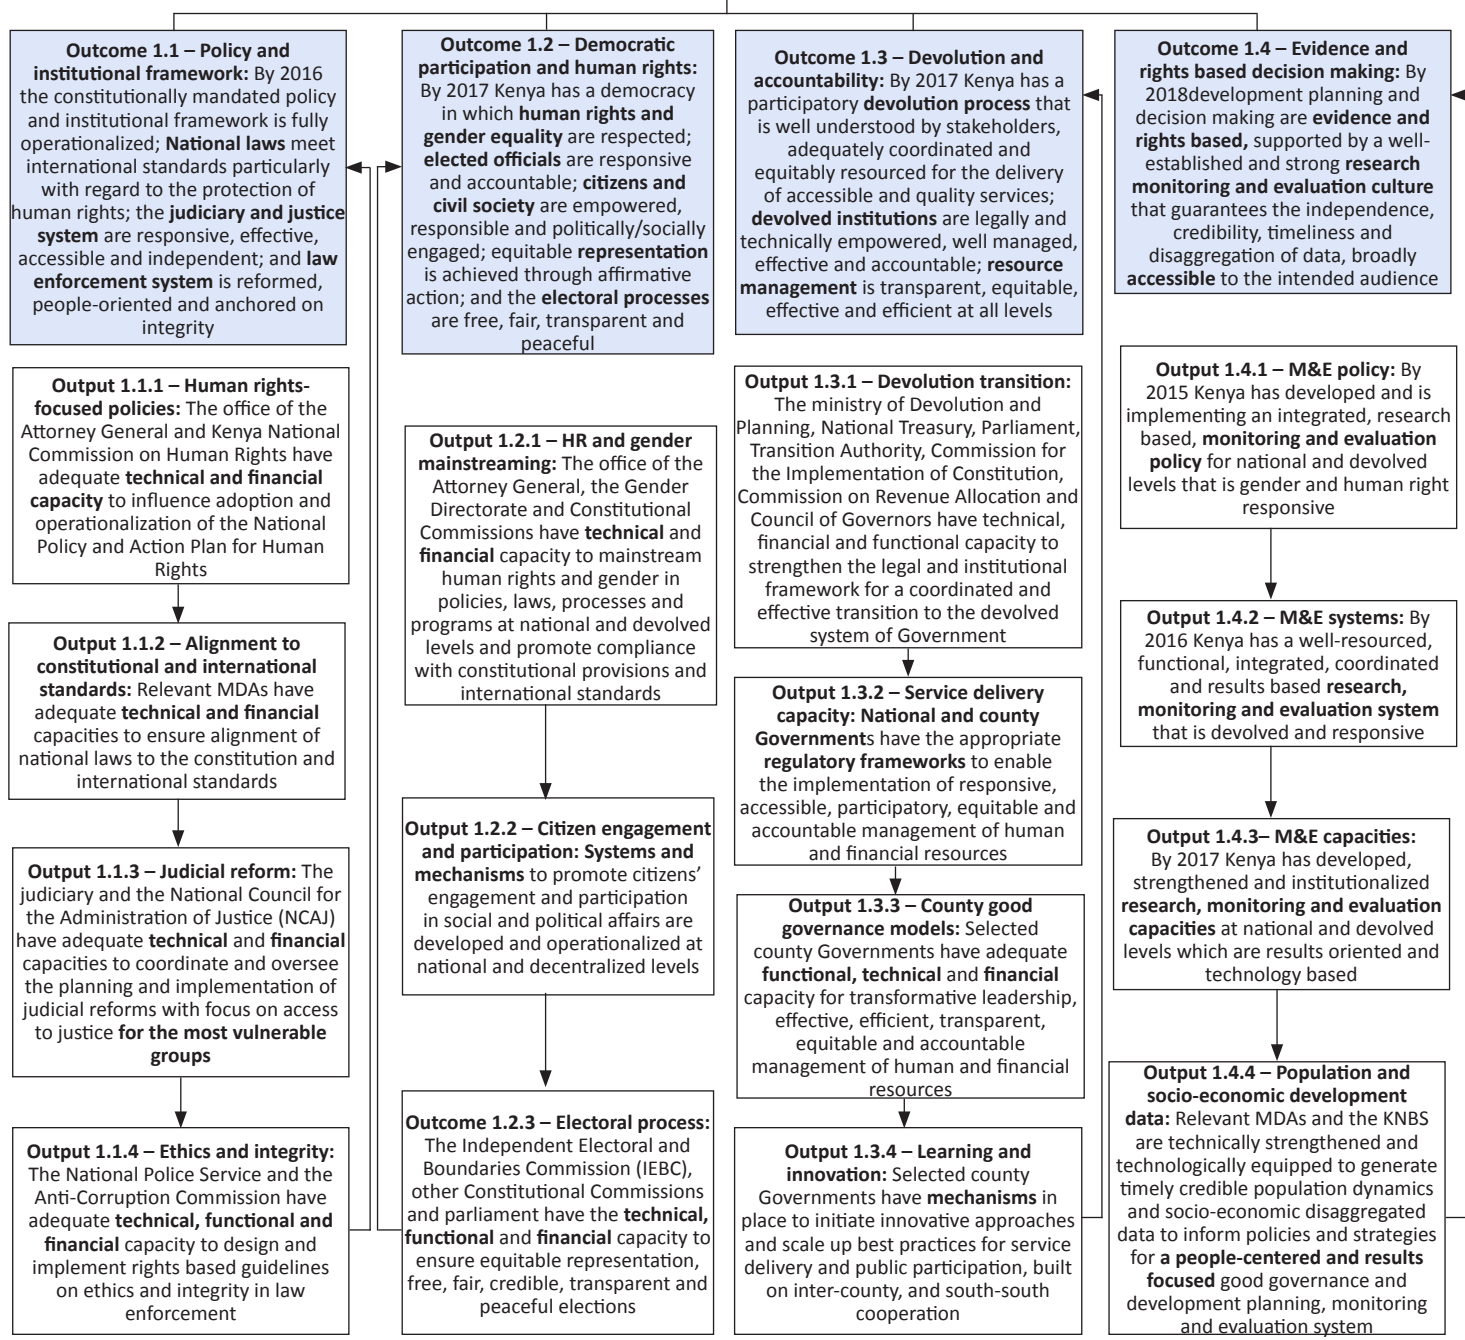 Outcome 1.1 – Policy and
institutional framework: By 2016
the constitutionally mandated policy
and institutional framework is fully
operationalized; National laws meet
international standards particularly
with regard to the protection of
human rights; the judiciary and justice
system are responsive, effective,
accessible and independent; and law
enforcement system is reformed,
people-oriented and anchored on
integrity
Output 1.1.1 – Human rights-
focused policies: The office of the
Attorney General and Kenya National
Commission on Human Rights have
adequate technical and financial
capacity to influence adoption and
operationalization of the National
Policy and Action Plan for Human
Rights
Output 1.1.2 – Alignment to
constitutional and international
standards: Relevant MDAs have
adequate technical and financial
capacities to ensure alignment of
national laws to the constitution and
international standards
Output 1.1.3 – Judicial reform: The
judiciary and the National Council for
the Administration of Justice (NCAJ)
have adequate technical and financial
capacities to coordinate and oversee
the planning and implementation of
judicial reforms with focus on access
to justice for the most vulnerable
groups
Output 1.1.4 – Ethics and integrity:
The National Police Service and the
Anti-Corruption Commission have
adequate technical, functional and
financial capacity to design and
implement rights based guidelines
on ethics and integrity in law
enforcement
Outcome 1.2 – Democratic
participation and human rights:
By 2017 Kenya has a democracy
in which human rights and
gender equality are respected;
elected officials are responsive
and accountable; citizens and
civil society are empowered,
responsible and politically/socially
engaged; equitable representation
is achieved through affirmative
action; and the electoral processes
are free, fair, transparent and
peaceful
Output 1.2.1 – HR and gender
mainstreaming: The office of the
Attorney General, the Gender
Directorate and Constitutional
Commissions have technical and
financial capacity to mainstream
human rights and gender in
policies, laws, processes and
programs at national and devolved
levels and promote compliance
with constitutional provisions and
international standards
Output 1.2.2 – Citizen engagement
and participation: Systems and
mechanisms to promote citizens’
engagement and participation
in social and political affairs are
developed and operationalized at
national and decentralized levels
Outcome 1.2.3 – Electoral process:
The Independent Electoral and
Boundaries Commission (IEBC),
other Constitutional Commissions
and parliament have the technical,
functional and financial capacity to
ensure equitable representation,
free, fair, credible, transparent and
peaceful elections
Outcome 1.3 – Devolution and
accountability: By 2017 Kenya has a
participatory devolution process that
is well understood by stakeholders,
adequately coordinated and
equitably resourced for the delivery
of accessible and quality services;
devolved institutions are legally and
technically empowered, well managed,
effective and accountable; resource
management is transparent, equitable,
effective and efficient at all levels
Output 1.3.1 – Devolution transition:
The ministry of Devolution and
Planning, National Treasury, Parliament,
Transition Authority, Commission for
the Implementation of Constitution,
Commission on Revenue Allocation and
Council of Governors have technical,
financial and functional capacity to
strengthen the legal and institutional
framework for a coordinated and
effective transition to the devolved
system of Government
Output 1.3.2 – Service delivery
capacity: National and county
Governments have the appropriate
regulatory frameworks to enable
the implementation of responsive,
accessible, participatory, equitable and
accountable management of human
and financial resources
Output 1.3.3 – County good
governance models: Selected
county Governments have adequate
functional, technical and financial
capacity for transformative leadership,
effective, efficient, transparent,
equitable and accountable
management of human and financial
resources
Output 1.3.4 – Learning and
innovation: Selected county
Governments have mechanisms in
place to initiate innovative approaches
and scale up best practices for service
delivery and public participation, built
on inter-county, and south-south
cooperation
Outcome 1.4 – Evidence and
rights based decision making: By
2018development planning and
decision making are evidence and
rights based, supported by a well-
established and strong research
monitoring and evaluation culture
that guarantees the independence,
credibility, timeliness and
disaggregation of data, broadly
accessible to the intended audience
Output 1.4.1 – M&E policy: By
2015 Kenya has developed and is
implementing an integrated, research
based, monitoring and evaluation
policy for national and devolved
levels that is gender and human right
responsive
Output 1.4.2 – M&E systems: By
2016 Kenya has a well-resourced,
functional, integrated, coordinated
and results based research,
monitoring and evaluation system
that is devolved and responsive
Output 1.4.3– M&E capacities:
By 2017 Kenya has developed,
strengthened and institutionalized
research, monitoring and evaluation
capacities at national and devolved
levels which are results oriented and
technology based
Output 1.4.4 – Population and
socio-economic development
data: Relevant MDAs and the KNBS
are technically strengthened and
technologically equipped to generate
timely credible population dynamics
and socio-economic disaggregated
data to inform policies and strategies
for a people-centered and results
focused good governance and
development planning, monitoring
and evaluation system